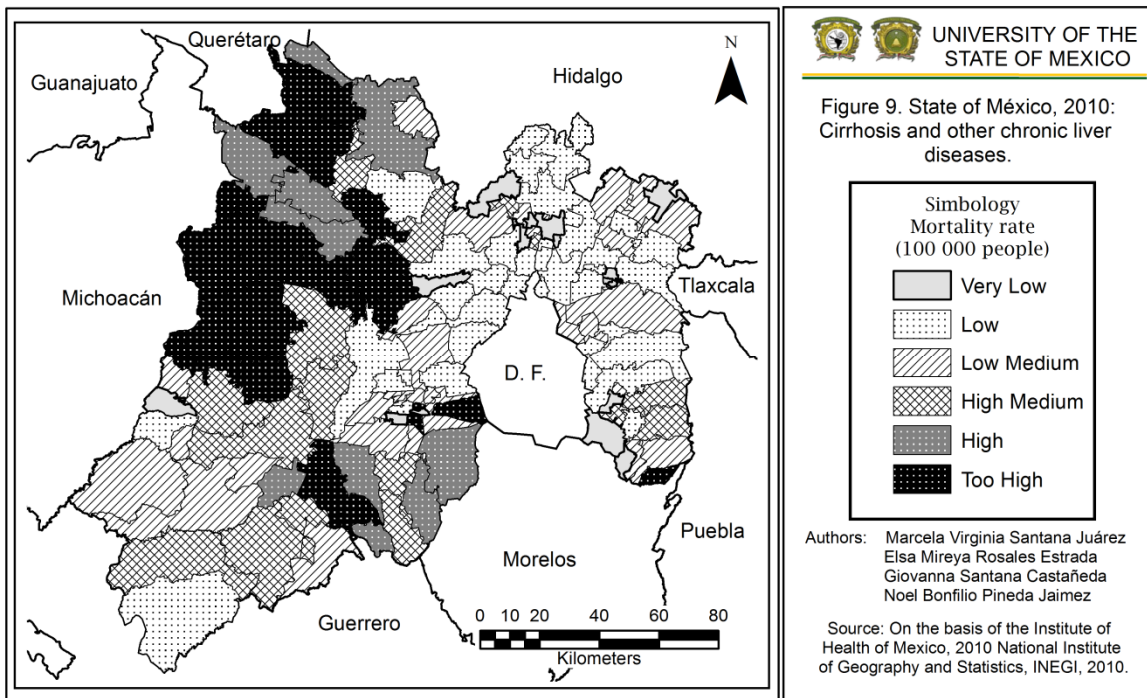 Querétaro
Guanajuato
Hidalgo
N
Michoacán
Tlaxcala
D. F.
Puebla
Morelos
Guerrero
0 10 20 40 60 80
Kilometers
UNIVERSITY OF THE
STATE OF MEXICO
Figure 9. State of México, 2010:
Cirrhosis and other chronic liver
diseases.
Simbology
Mortality rate
(100 000 people)
Very Low
Low
Low Medium
High Medium
High
Too High
Authors: Marcela Virginia Santana Juárez
Elsa Mireya Rosales Estrada
Giovanna Santana Castañeda
Noel Bonfilio Pineda Jaimez
Source: On the basis of the Institute of
Health of Mexico, 2010 National Institute
of Geography and Statistics, INEGI, 2010.